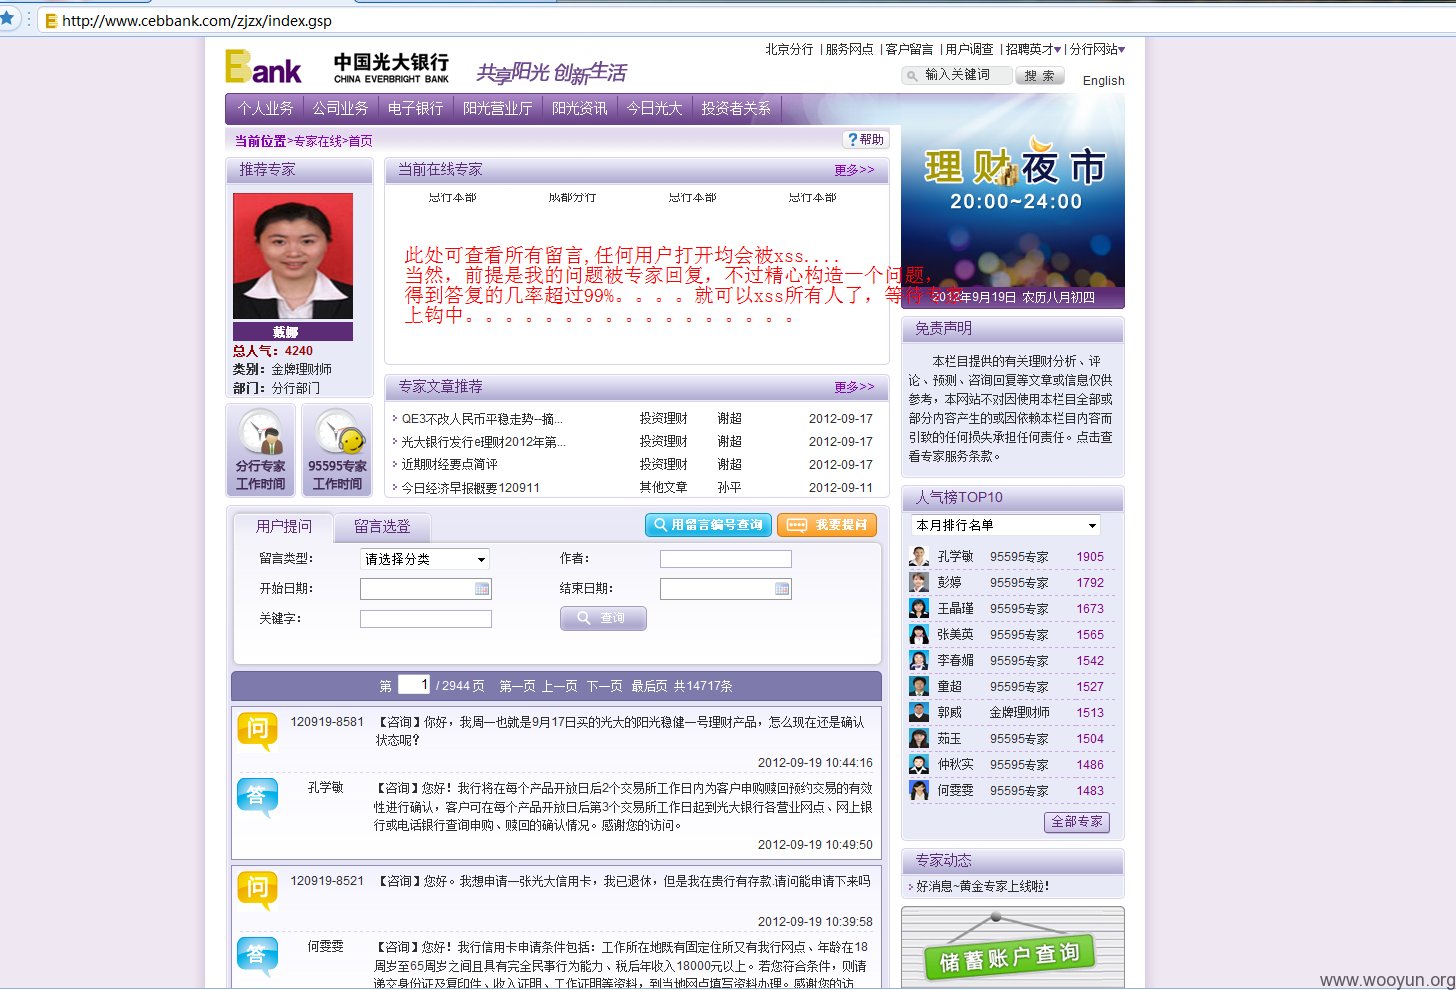 http://www.cebbank.com/zjzx/index.gsp
北京分行 | 服务网点 | 客户留言 | 用户调查 | 招聘英才 | 分行网站
Bank 中国光大银行
CHINA EVERBRIGHT BANK
共享阳光 创新生活
输入关键词 搜 索 English
个人业务 公司业务 电子银行 阳光营业厅 阳光资讯 今日光大 投资者关系
当前位置>专家在线>首页
?帮助
推荐专家
戴娜
总人气：4240
类别：金牌理财师
部门：分行部门
分行专家
工作时间
95595专家
工作时间
当前在线专家 更多>>
总行本部 成都分行 总行本部 总行本部
此处可查看所有留言,任何用户打开均会被xss....
当然，前提是我的问题被专家回复，不过精心构造一个问题，
得到答复的几率超过99%。。。。就可以xss所有人了，等待专家
上钩中。。。。。。。。。。。。。。。。。
专家文章推荐 更多>>
QE3不改人民币平稳走势--摘... 投资理财 谢超 2012-09-17
光大银行发行e理财2012年第... 投资理财 谢超 2012-09-17
近期财经要点简评 投资理财 谢超 2012-09-17
今日经济早报概要120911 其他文章 孙平 2012-09-11
理财夜市
20:00~24:00
2012年9月19日 农历八月初四
免责声明
本栏目提供的有关理财分析、评
论、预测、咨询回复等文章或信息仅供
参考，本网站不对因使用本栏目全部或
部分内容产生的或因依赖本栏目内容而
引致的任何损失承担任何责任。点击查
看专家服务条款。
用户提问 留言选登 用留言编号查询 我要提问
留言类型： 请选择分类 作者：
开始日期： 结束日期：
关键字： 查询
第 1 / 2944 页 第一页 上一页 下一页 最后页 共14717条
问 120919-8581 【咨询】你好，我周一也就是9月17日买的光大的阳光稳健一号理财产品，怎么现在还是确认
状态呢？
2012-09-19 10:44:16
答 孔学敏 【咨询】您好！我行将在每个产品开放日后2个交易所工作日内为客户申购赎回预约交易的有效
性进行确认，客户可在每个产品开放日后第3个交易所工作日起到光大银行各营业网点、网上银
行或电话银行查询申购、赎回的确认情况。感谢您的访问。
2012-09-19 10:49:50
问 120919-8521 【咨询】您好。我想申请一张光大信用卡，我已退休，但是我在贵行有存款.请问能申请下来吗
2012-09-19 10:39:58
答 何雯雯 【咨询】您好！我行信用卡申请条件包括：工作所在地既有固定住所又有我行网点、年龄在18
周岁至65周岁之间且具有完全民事行为能力、税后年收入18000元以上。若您符合条件，则请
递交身份证及复印件、收入证明、工作证明等资料，到当地网点填写资料办理。感谢您的访
人气榜TOP10
本月排行名单
孔学敏 95595专家 1905
彭婷 95595专家 1792
王晶瑾 95595专家 1673
张美英 95595专家 1565
李春媚 95595专家 1542
童超 95595专家 1527
郭威 金牌理财师 1513
茹玉 95595专家 1504
仲秋实 95595专家 1486
何雯雯 95595专家 1483
全部专家
专家动态
好消息~黄金专家上线啦！
储蓄账户查询
www.wooyun.org